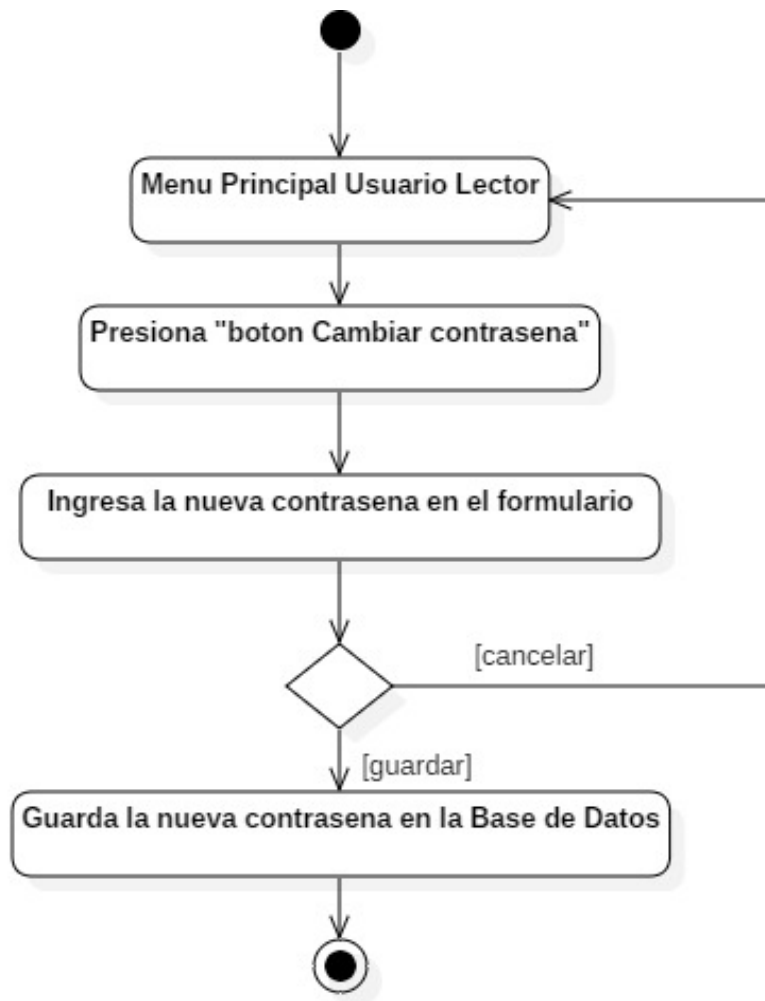 Menu Principal Usuario Lector
Presiona "boton Cambiar contrasena"
Ingresa la nueva contrasena en el formulario
[cancelar]
[guardar]
Guarda la nueva contrasena en la Base de Datos